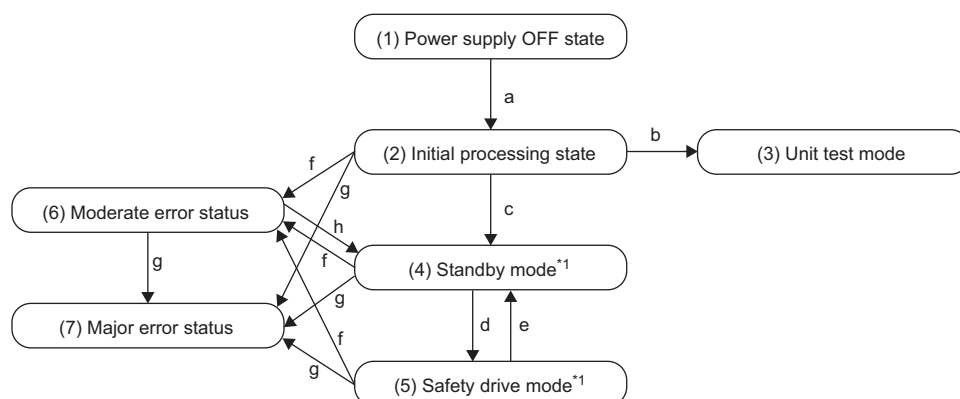 (1) Power supply OFF state
a
(2) Initial processing state
b
(3) Unit test mode
f
g
c
(6) Moderate error status
h
f
(4) Standby mode*1
g
g
(7) Major error status
d
e
f
g
(5) Safety drive mode*1